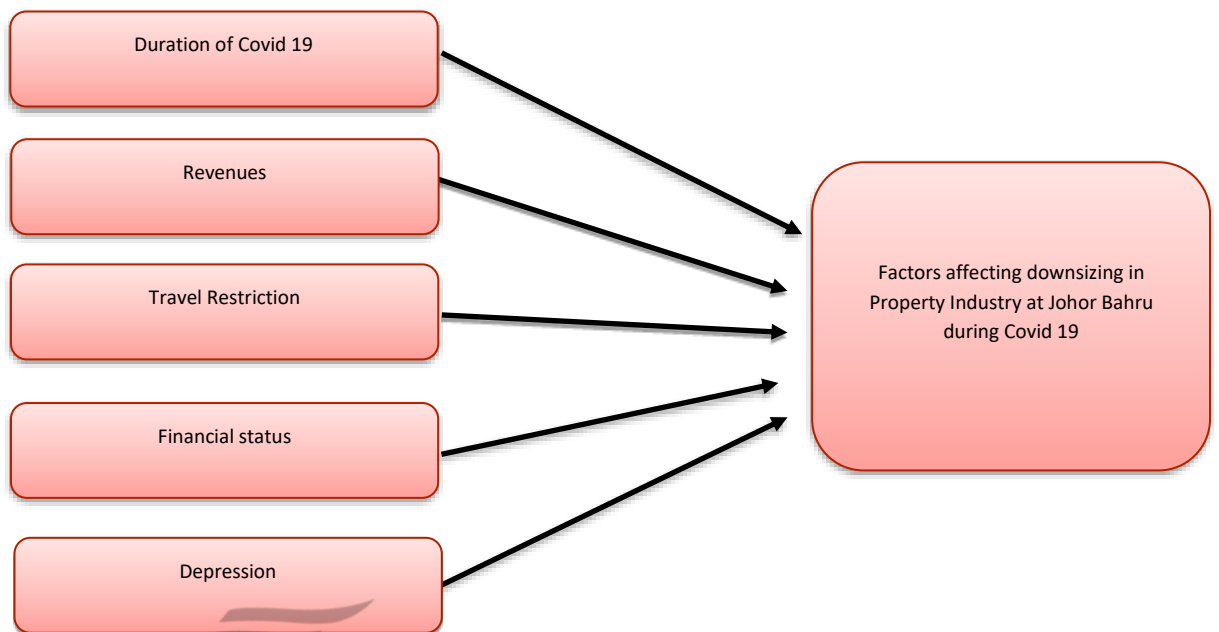 Duration of Covid 19
Revenues
Travel Restriction
Financial status
Depression
Factors affecting downsizing in
Property Industry at Johor Bahru
during Covid 19